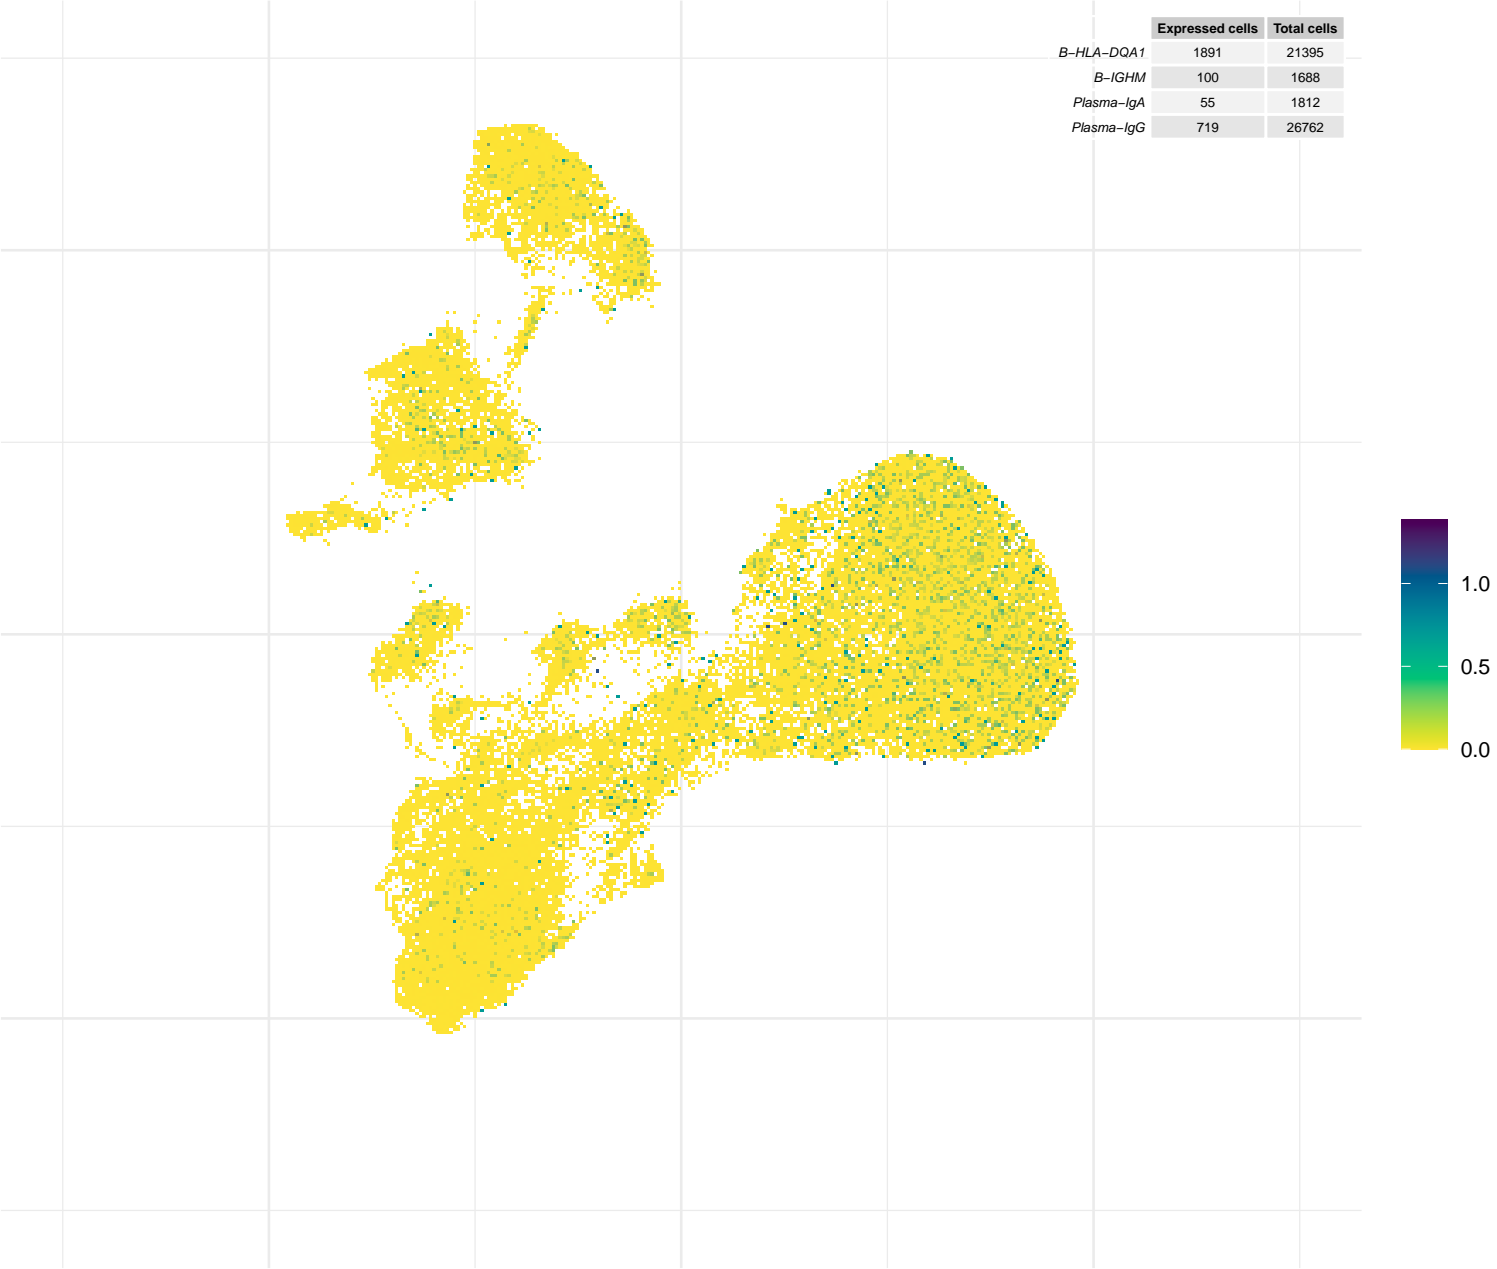 Expressed cells Total cells
B−HLA−DQA1 1891 21395
B−IGHM 100 1688
Plasma−IgA 55 1812
Plasma−IgG 719 26762
1.0
0.5
0.0